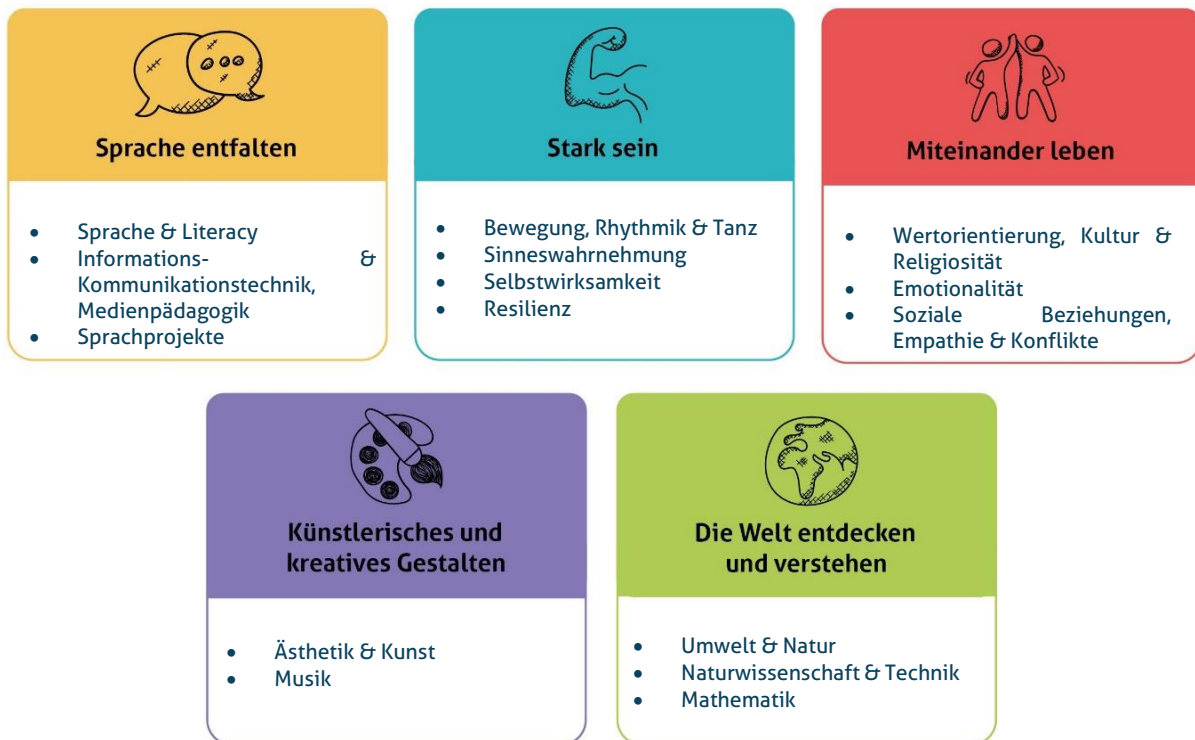 Sprache entfalten
• Sprache & Literacy
• Informations- &
Kommunikationstechnik,
Medienpädagogik
• Sprachprojekte
Stark sein
• Bewegung, Rhythmik & Tanz
• Sinneswahrnehmung
• Selbstwirksamkeit
• Resilienz
Miteinander leben
• Wertorientierung, Kultur &
Religiosität
• Emotionalität
• Soziale Beziehungen,
Empathie & Konflikte
Künstlerisches und
kreatives Gestalten
• Ästhetik & Kunst
• Musik
Die Welt entdecken
und verstehen
• Umwelt & Natur
• Naturwissenschaft & Technik
• Mathematik